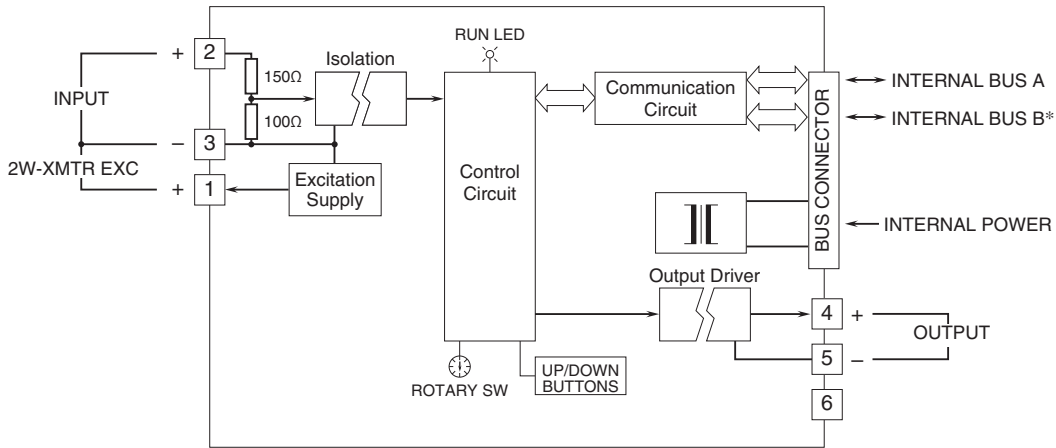 RUN LED
+ 2
Isolation
150Ω
100Ω
INPUT
− 3
2W-XMTR EXC
+ 1
Excitation
Supply
Control
Circuit
Communication
Circuit
BUS CONNECTOR
INTERNAL BUS A
INTERNAL BUS B*
INTERNAL POWER
Output Driver
4 +
OUTPUT
5 −
6
ROTARY SW
UP/DOWN
BUTTONS